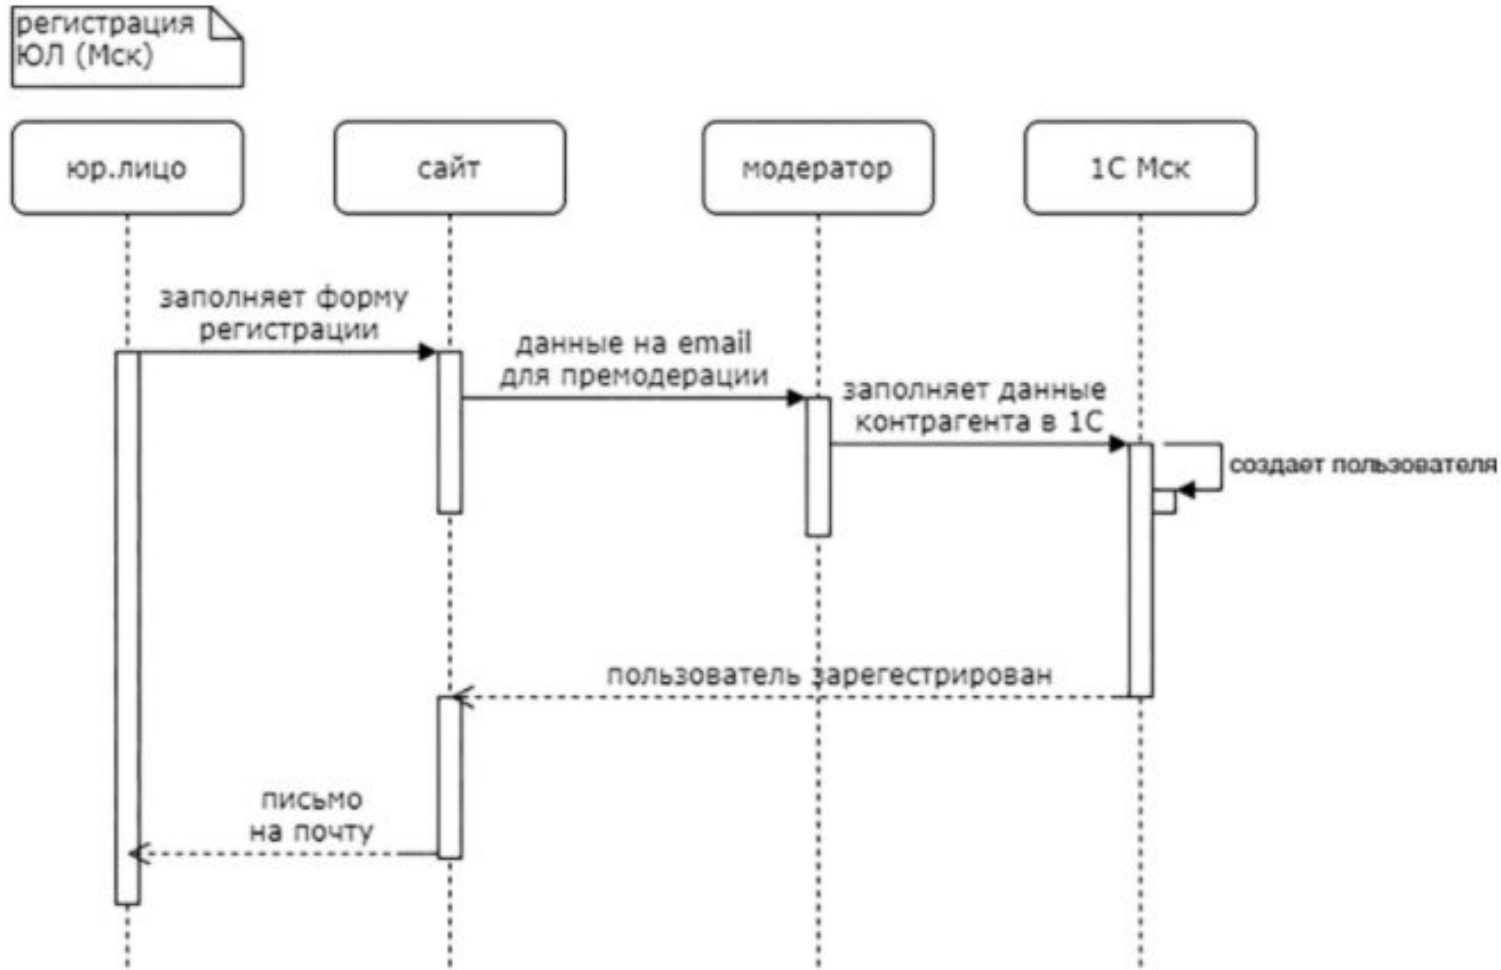 регистрация
ЮЛ (Мск)
юр.лицо
сайт
модератор
1С Мск
заполняет форму
регистрации
данные на email
для премодерации
заполняет данные
контрагента в 1С
создает пользователя
пользователь зарегестрирован
письмо
на почту